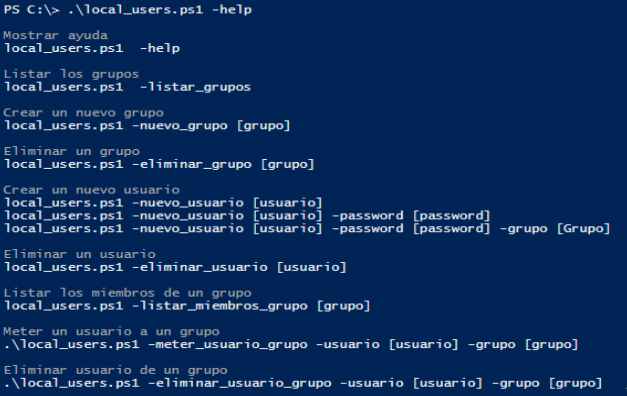 PS C:\> .\local_users.ps1 -help
Mostrar ayuda
local_users.ps1  -help
Listar los grupos
local_users.ps1  -listar_grupos
Crear un nuevo grupo
local_users.ps1 -nuevo_grupo [grupo]
Eliminar un grupo
local_users.ps1 -eliminar_grupo [grupo]
Crear un nuevo usuario
local_users.ps1 -nuevo_usuario [usuario]
local_users.ps1 -nuevo_usuario [usuario] -password [password]
local_users.ps1 -nuevo_usuario [usuario] -password [password] -grupo [Grupo]
Eliminar un usuario
local_users.ps1 -eliminar_usuario [usuario]
Listar los miembros de un grupo
local_users.ps1 -listar_miembros_grupo [grupo]
Meter un usuario a un grupo
.\local_users.ps1 -meter_usuario_grupo -usuario [usuario] -grupo [grupo]
Eliminar usuario de un grupo
.\local_users.ps1 -eliminar_usuario_grupo -usuario [usuario] -grupo [grupo]